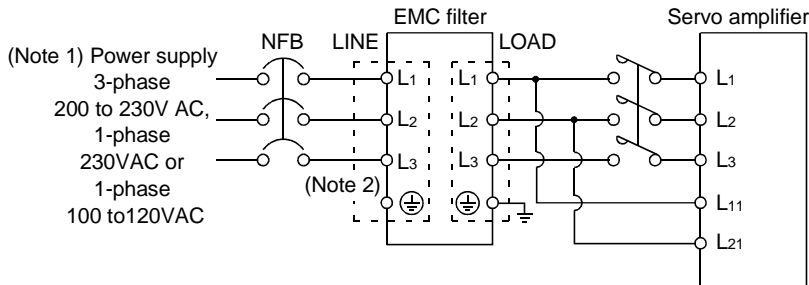 EMC filter
Servo amplifier
NFB
LINE
LOAD
(Note 1) Power supply
3-phase
200 to 230V AC,
1-phase
230VAC or
1-phase
100 to120VAC
(Note 2)
L1
L2
L3
L1
L2
L3
L1
L2
L3
L11
L21